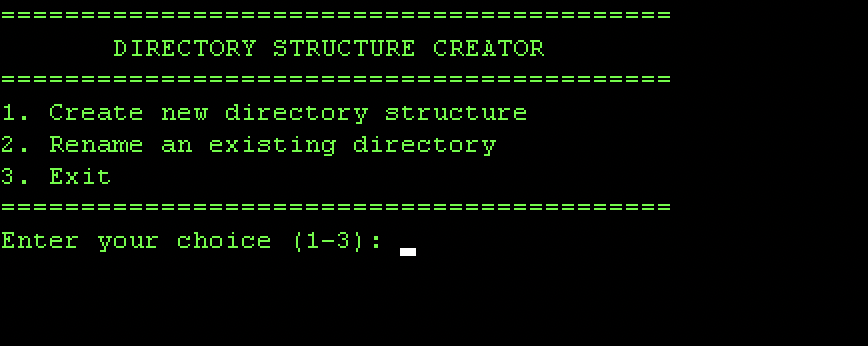 ==========================================
DIRECTORY STRUCTURE CREATOR
==========================================
1. Create new directory structure
2. Rename an existing directory
3. Exit
==========================================
Enter your choice (1-3):